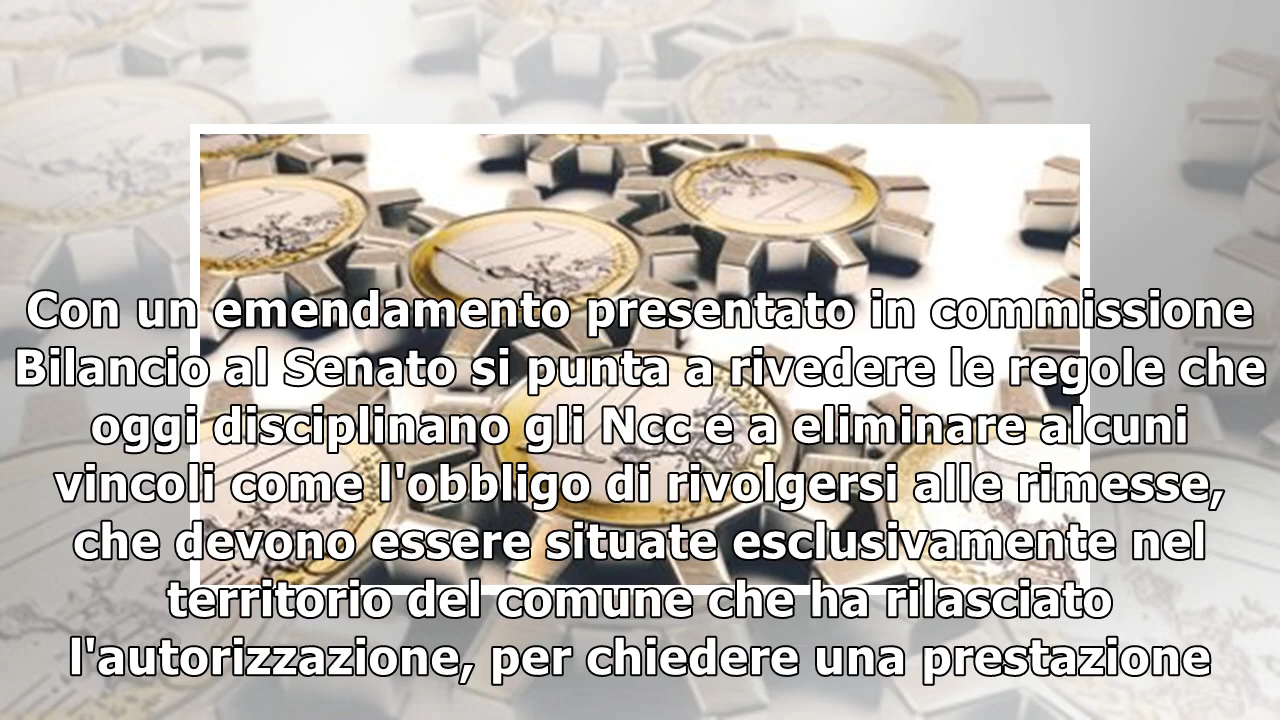 Con un emendamento presentato in commissione
Bilancio al Senato si punta a rivedere le regole che
oggi disciplinano gli Ncc e a eliminare alcuni
vincoli come l'obbligo di rivolgersi alle rimesse,
che devono essere situate esclusivamente nel
territorio del comune che ha rilasciato
l'autorizzazione, per chiedere una prestazione